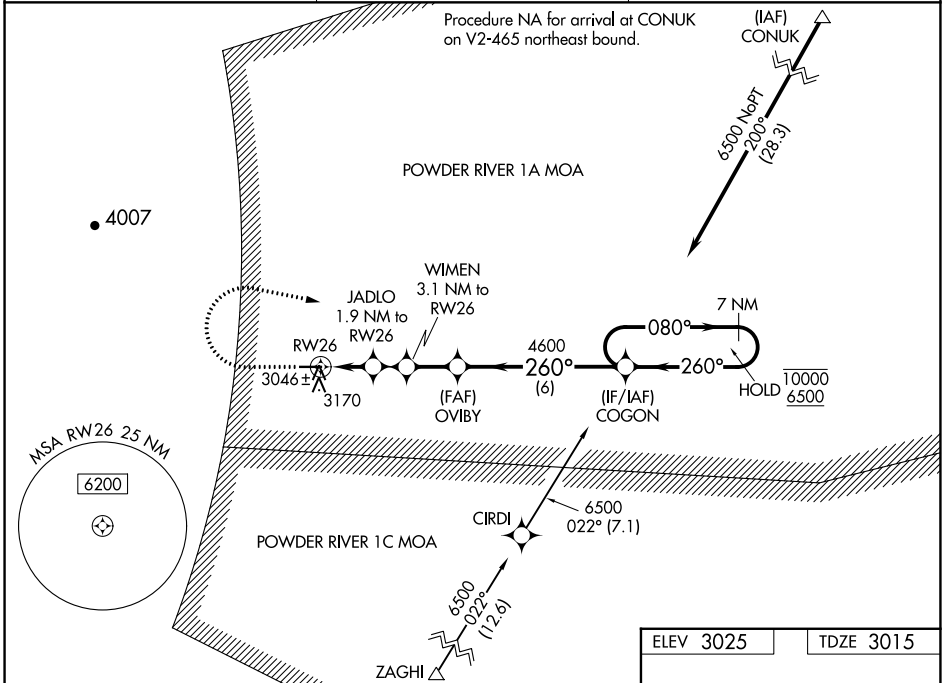 Procedure NA for arrival at CONUK
on V2-465 northeast bound.
(IAF)
CONUK
6500 NoPT
200°
(28.3)
POWDER RIVER 1A MOA
4007
WIMEN
3.1 NM to
RW26
JADLO
1.9 NM to
RW26
7 NM
080°
RW26
4600
260°
(6)
260°
3046±
3170
(FAF)
OVIBY
(IF/IAF)
COGON
HOLD
10000
6500
MSA RW26 25 NM
6200
CIRDI
6500
022° (7.1)
POWDER RIVER 1C MOA
6500
022°
(12.6)
ZAGHI
ELEV 3025
TDZE 3015